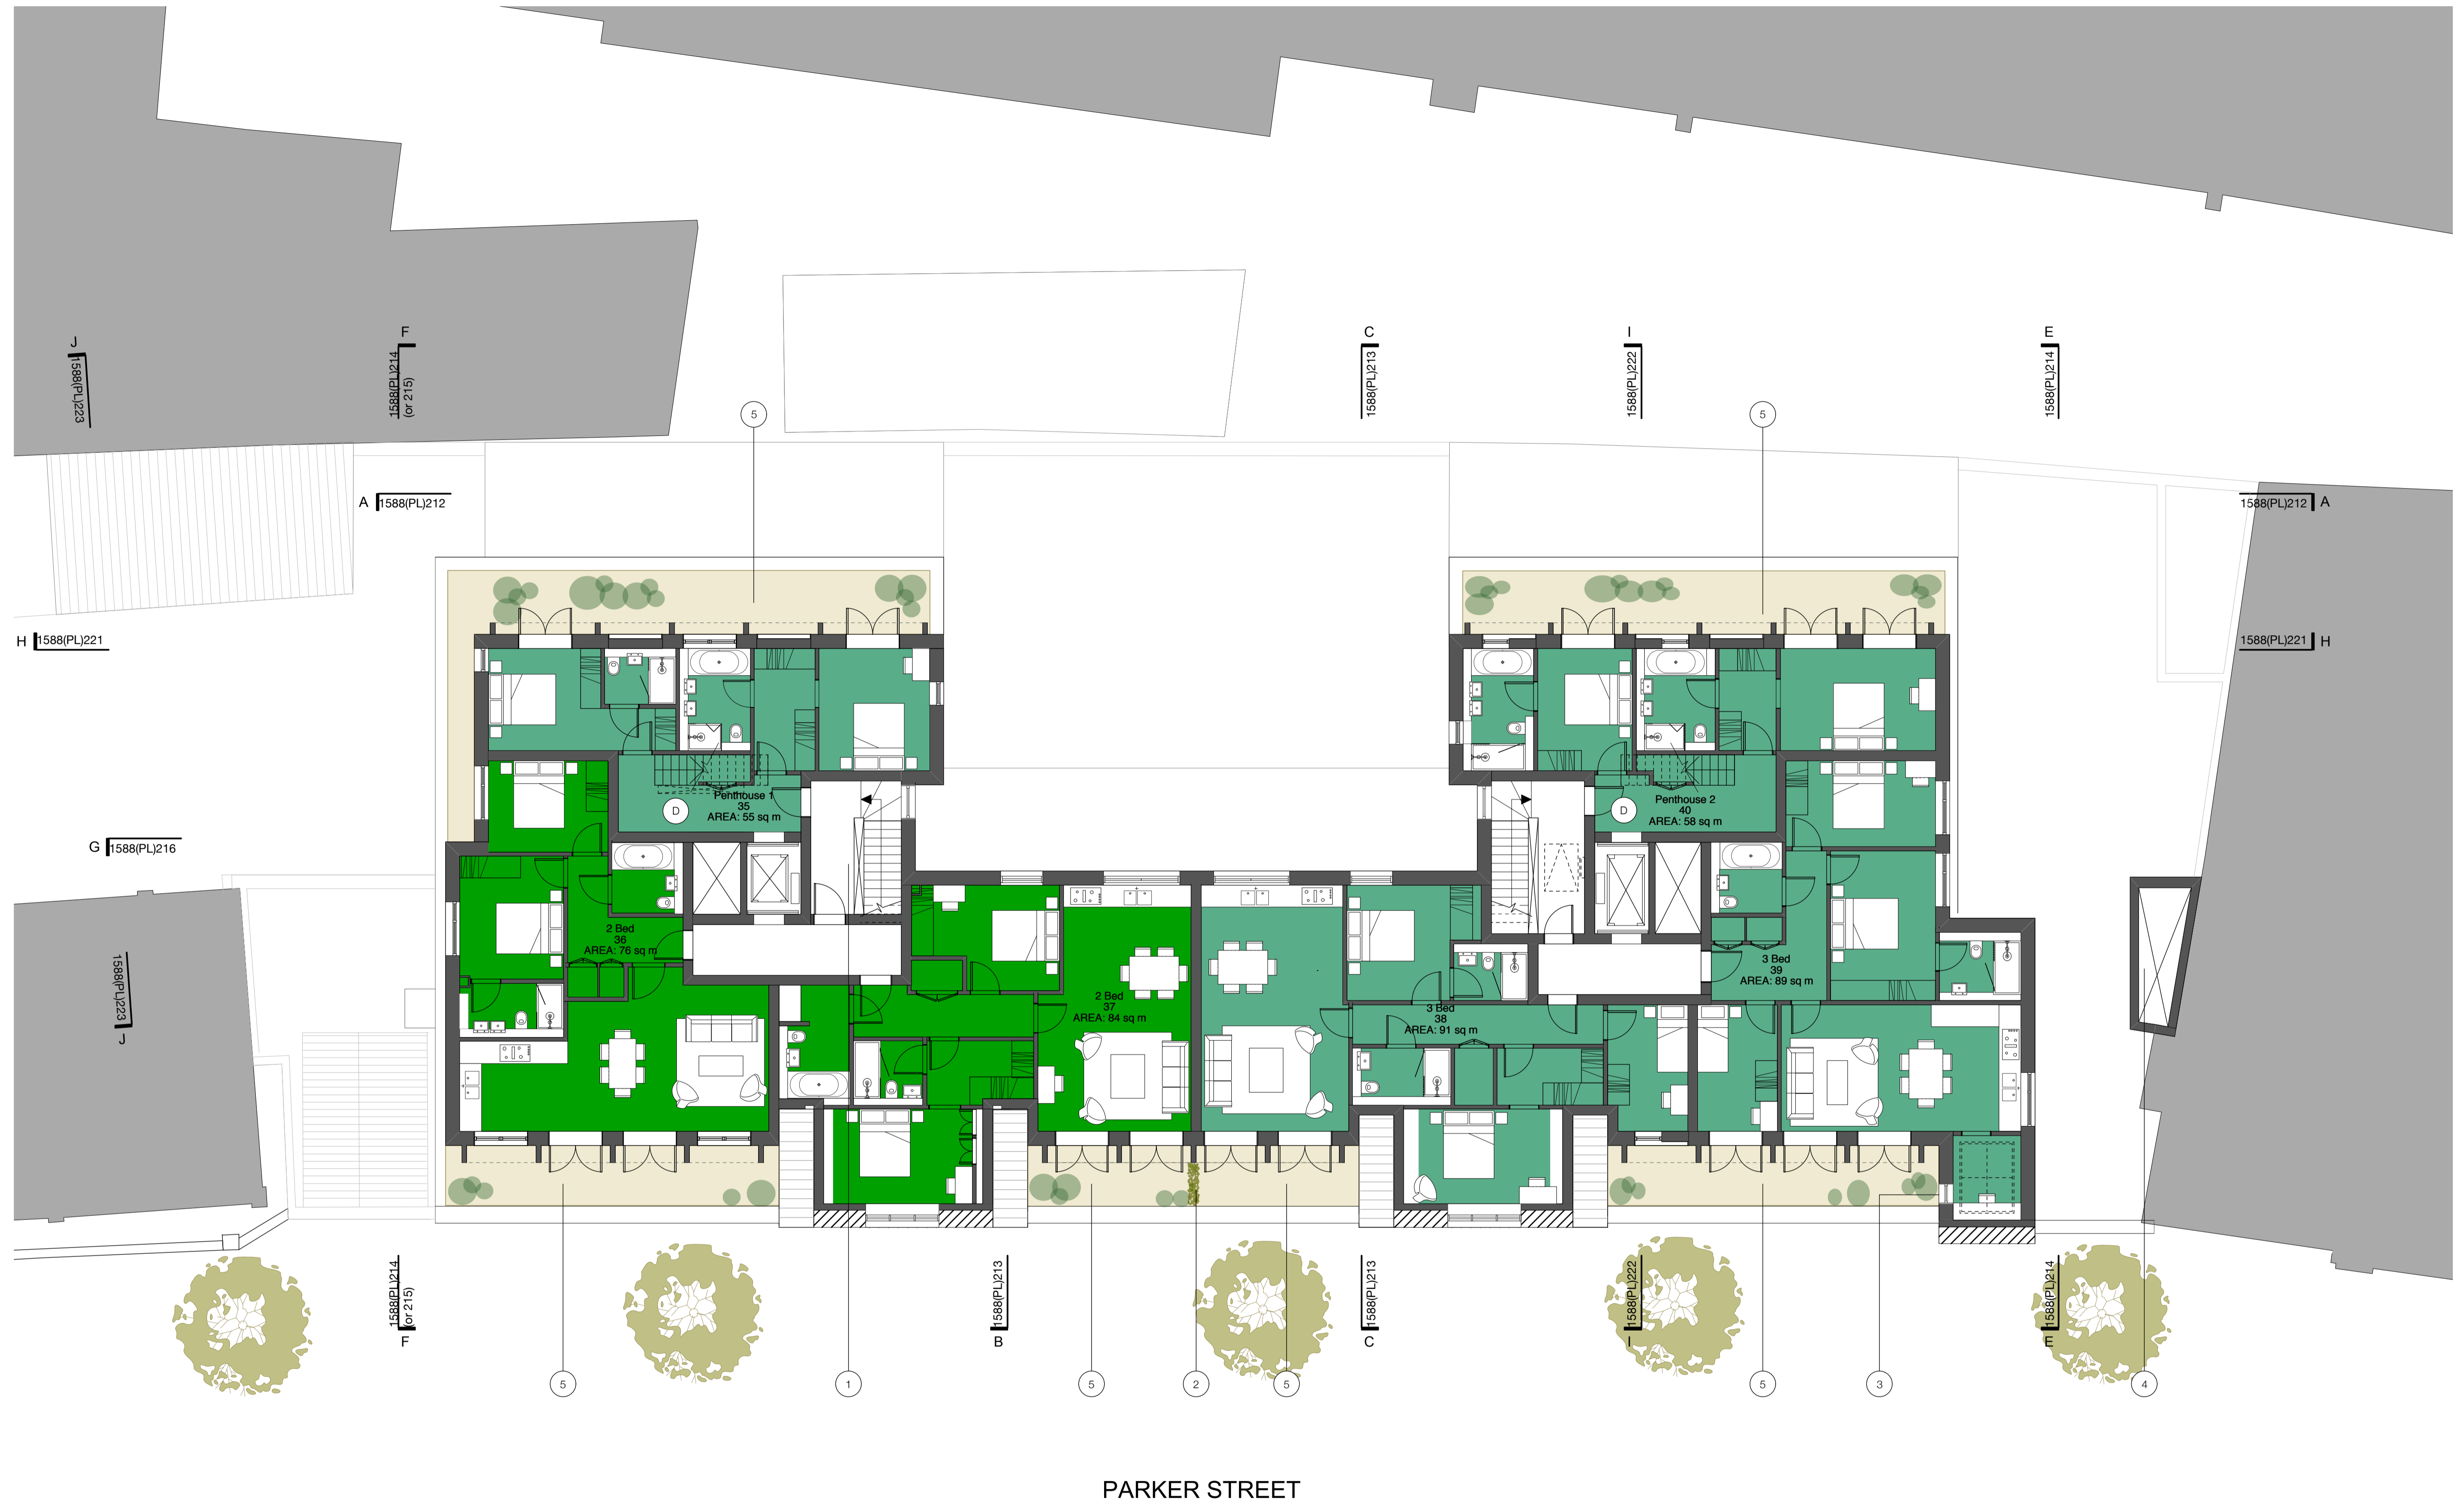 J
1588(PL)223
F
1588(PL)214
(or 215)
C
1588(PL)213
I
1588(PL)222
E
1588(PL)214
5
5
A
1588(PL)212
1588(PL)212
A
H
1588(PL)221
1588(PL)221
H
Penthouse 1
35
AREA: 55 sq m
D
Penthouse 2
40
AREA: 58 sq m
D
G
1588(PL)216
2 Bed
36
AREA: 76 sq m
1588(PL)223
J
2 Bed
37
AREA: 84 sq m
3 Bed
38
AREA: 91 sq m
3 Bed
39
AREA: 89 sq m
1588(PL)214
(or 215)
F
1588(PL)213
B
1588(PL)213
C
1588(PL)222
I
1588(PL)214
E
5
1
5
2
5
5
3
4
PARKER STREET